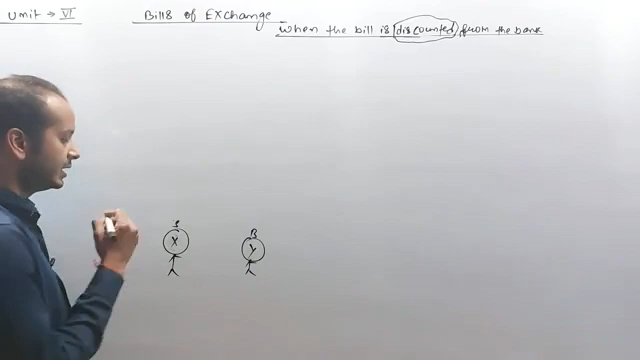 Unit → VI
Bills of Exchange
When the bill is discounted from the bank
S B
X Y